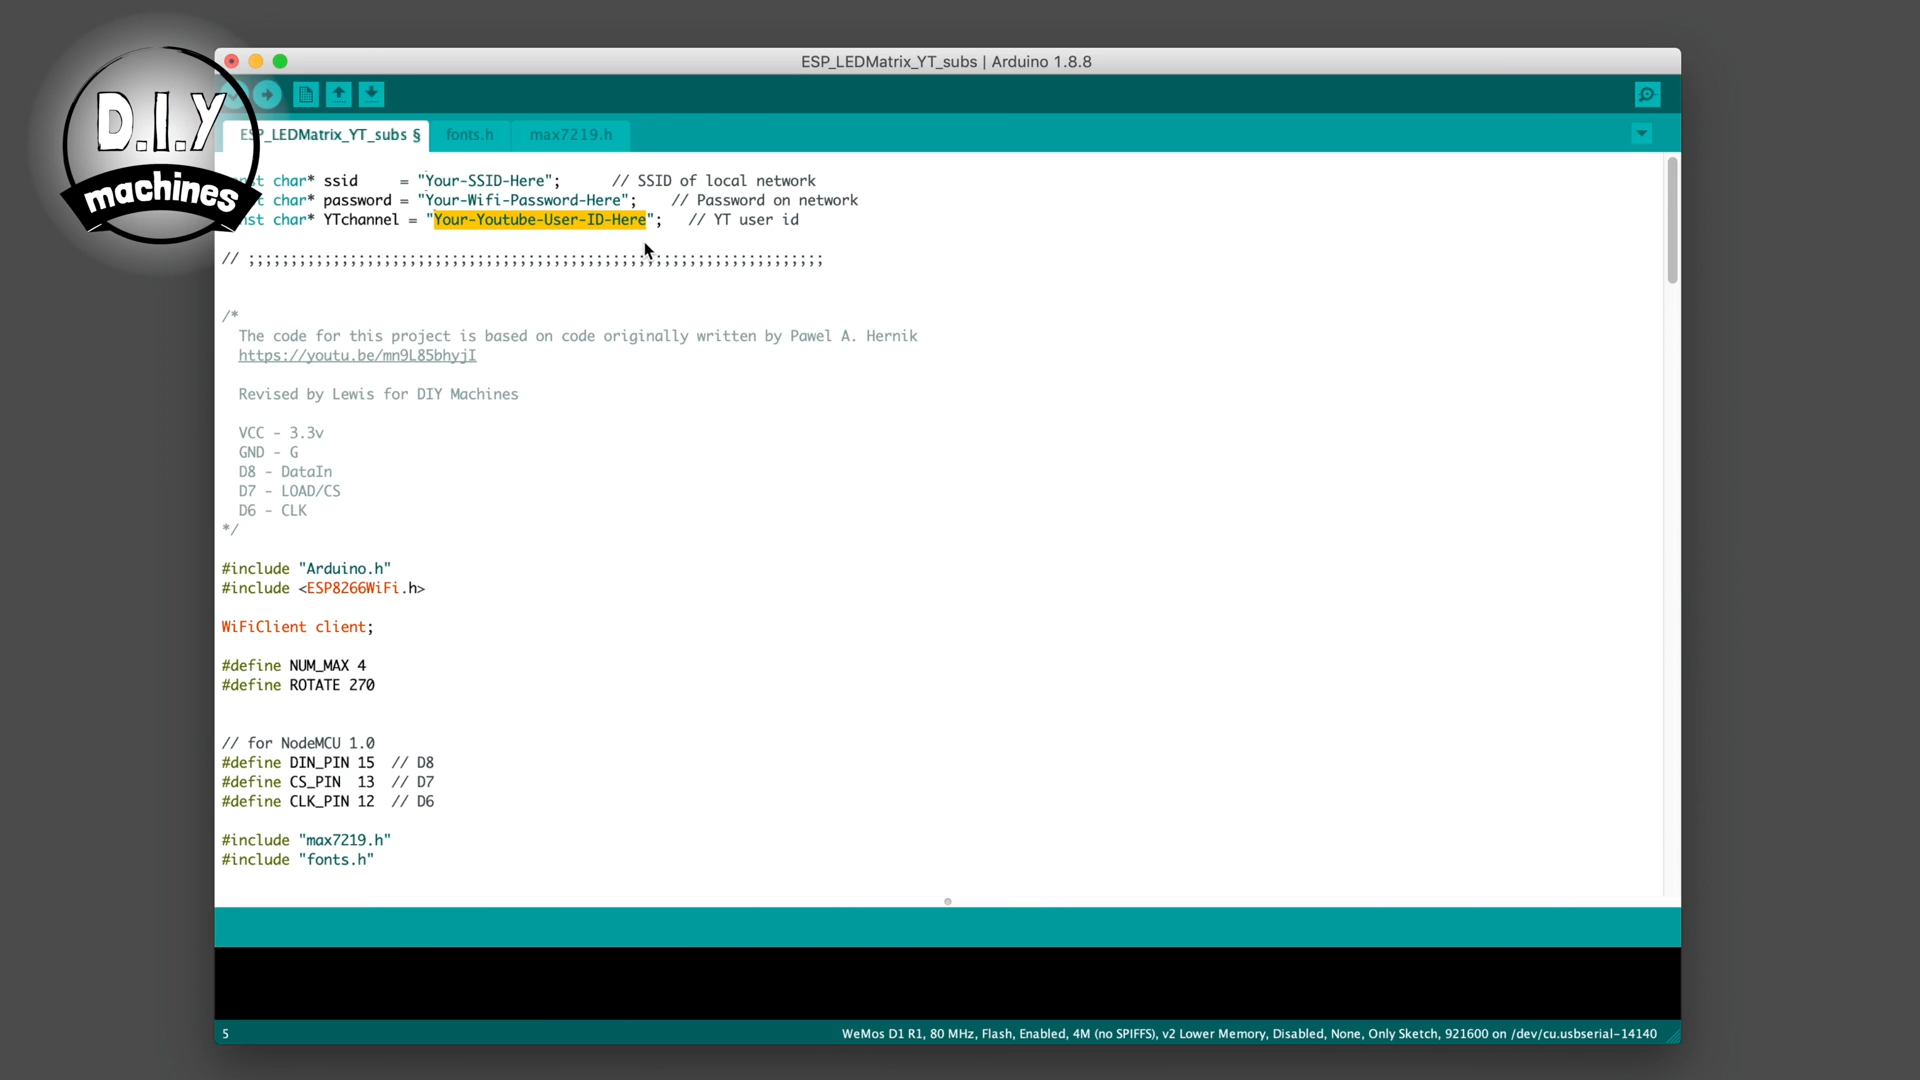 ESP_LEDMatrix_YT_subs | Arduino 1.8.8
D.I.Y
machines
ESP_LEDMatrix_YT_subs §
fonts.h
max7219.h
char* ssid     = "Your-SSID-Here";      // SSID of local network
char* password = "Your-Wifi-Password-Here";    // Password on network
char* YTchannel = "Your-Youtube-User-ID-Here";   // YT user id
// ;;;;;;;;;;;;;;;;;;;;;;;;;;;;;;;;;;;;;;;;;;;;;;;;;;;;;;;;;;;;;;;;;;;;
/*
The code for this project is based on code originally written by Pawel A. Hernik
https://youtu.be/mn9L85bhyjI
Revised by Lewis for DIY Machines
VCC - 3.3v
GND - G
D8 - DataIn
D7 - LOAD/CS
D6 - CLK
*/
#include "Arduino.h"
#include <ESP8266WiFi.h>
WiFiClient client;
#define NUM_MAX 4
#define ROTATE 270
// for NodeMCU 1.0
#define DIN_PIN 15  // D8
#define CS_PIN  13  // D7
#define CLK_PIN 12  // D6
#include "max7219.h"
#include "fonts.h"
5
WeMos D1 R1, 80 MHz, Flash, Enabled, 4M (no SPIFFS), v2 Lower Memory, Disabled, None, Only Sketch, 921600 on /dev/cu.usbserial-14140